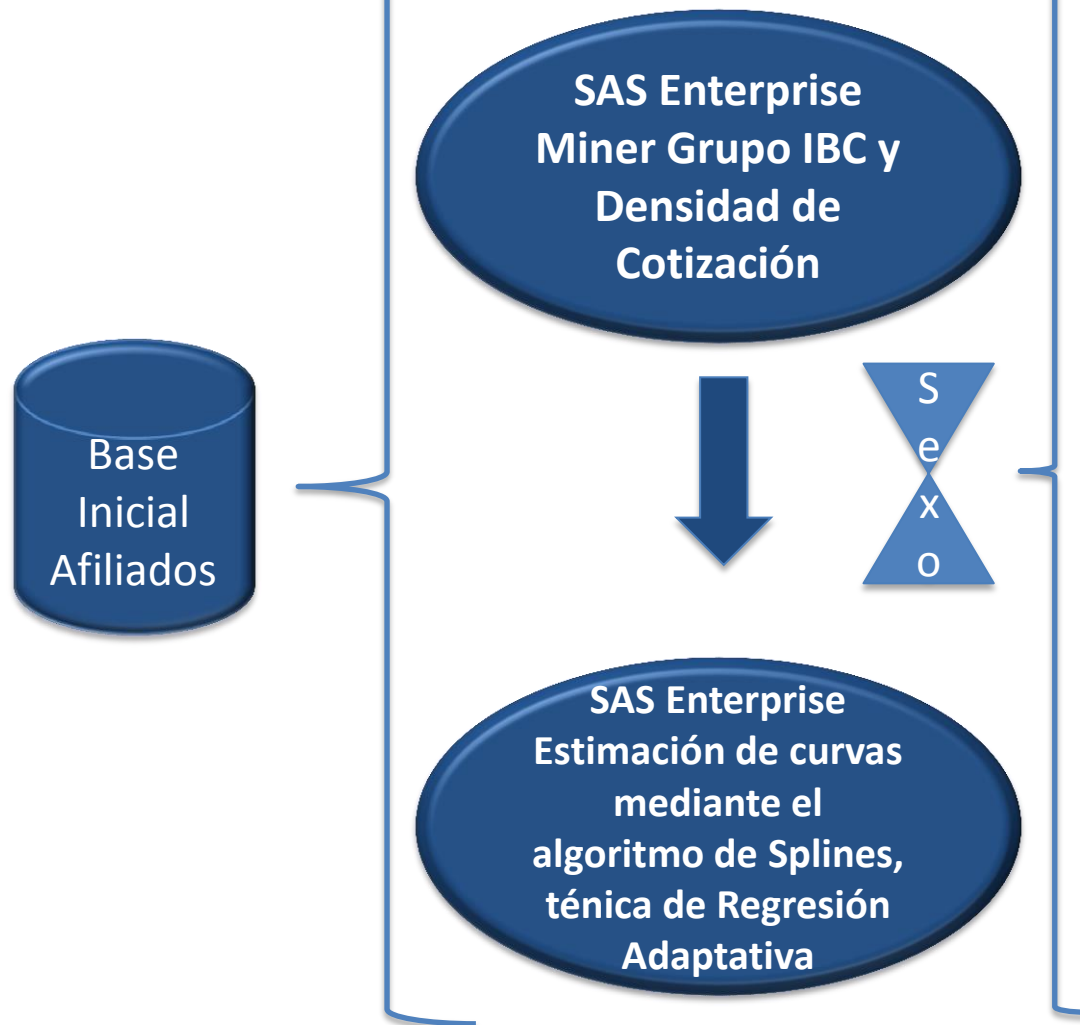 SAS Enterprise
Miner Grupo IBC y
Densidad de
Cotización
Base
Inicial
Afiliados
S
e
x
o
SAS Enterprise
Estimación de curvas
mediante el
algoritmo de Splines,
ténica de Regresión
Adaptativa